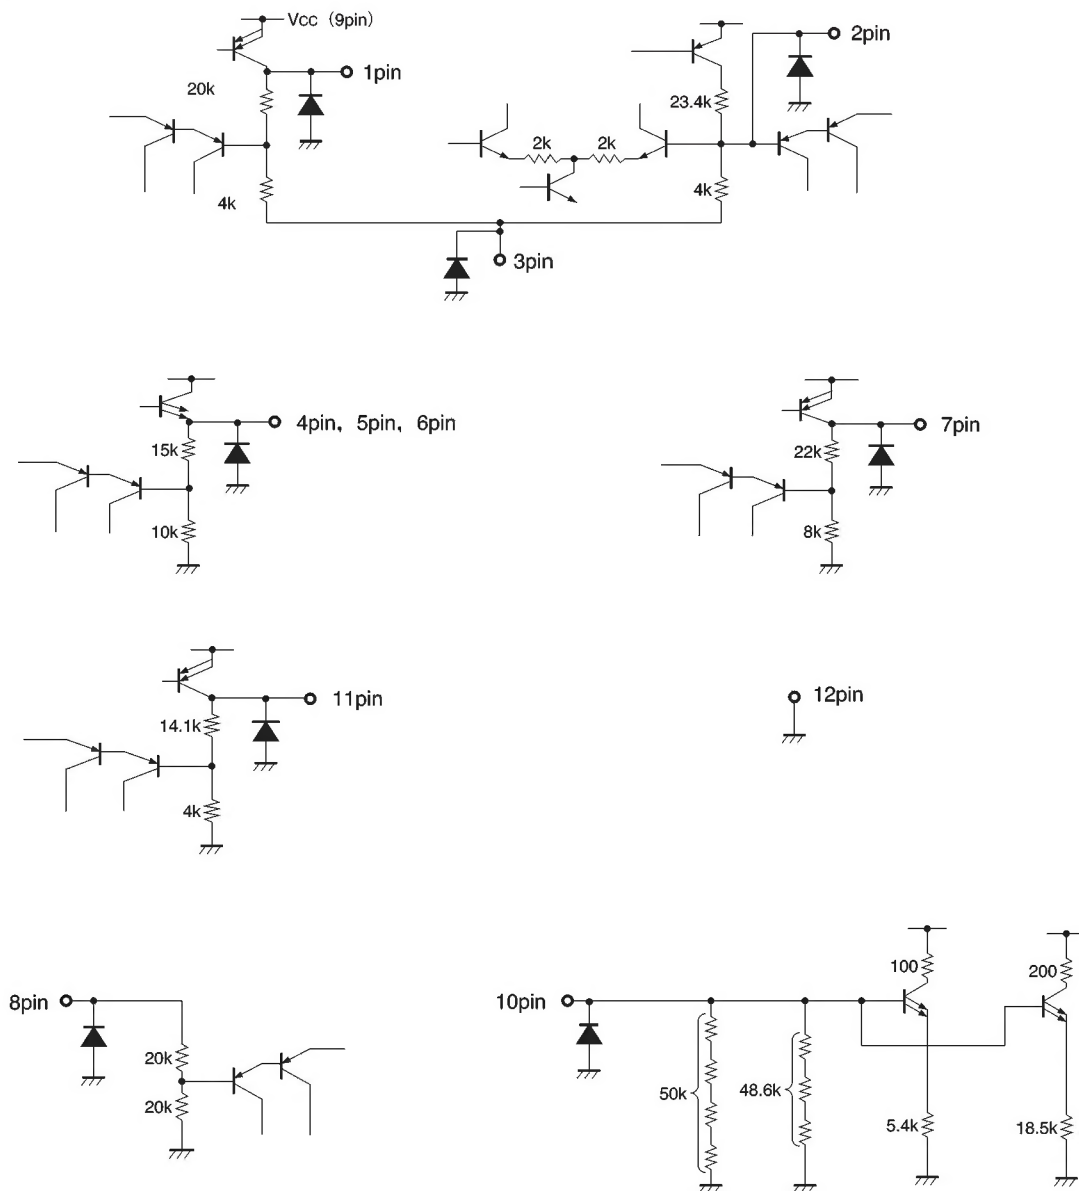 Vcc (9pin)
1pin
20k
4k
2pin
23.4k
2k
2k
4k
3pin
4pin, 5pin, 6pin
15k
10k
7pin
22k
8k
11pin
14.1k
4k
12pin
8pin
20k
20k
10pin
50k
48.6k
100
5.4k
200
18.5k